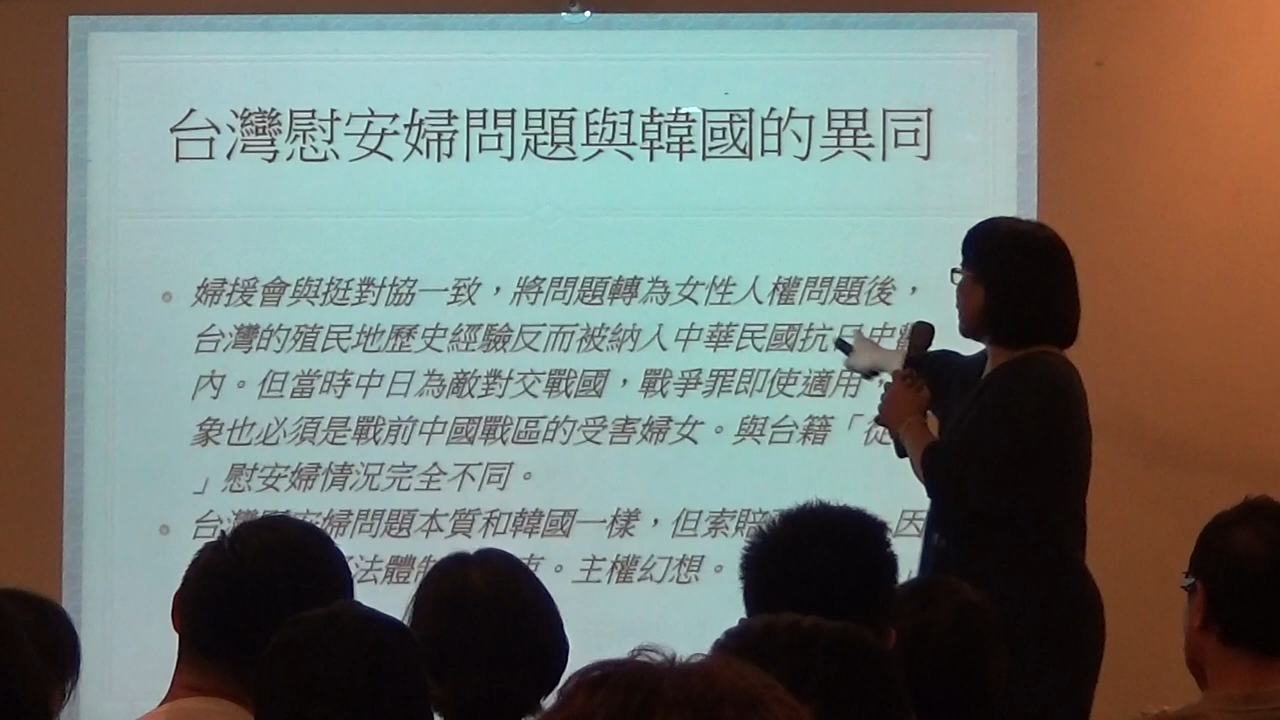 台灣慰安婦問題與韓國的異同
婦援會與挺對協一致，將問題轉為女性人權問題後，
台灣的殖民地歷史經驗反而被納入中華民國抗日史
內。但當時中日為敵對交戰國，戰爭罪即使適用，
象也必須是戰前中國戰區的受害婦女。與台籍「從
」慰安婦情況完全不同。
台灣慰安婦問題本質和韓國一樣，但索賠 因
法體制 。主權幻想。